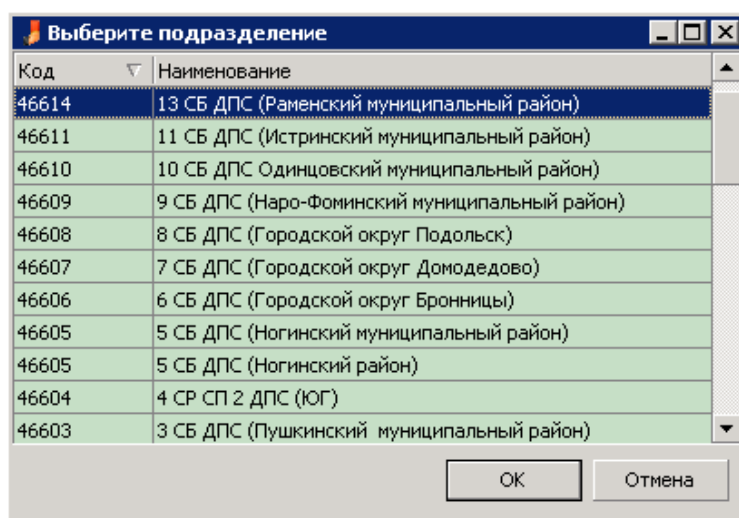 Выберите подразделение
Код Наименование
46614 13 СБ ДПС (Раменский муниципальный район)
46611 11 СБ ДПС (Истринский муниципальный район)
46610 10 СБ ДПС Одинцовский муниципальный район)
46609 9 СБ ДПС (Наро-Фоминский муниципальный район)
46608 8 СБ ДПС (Городской округ Подольск)
46607 7 СБ ДПС (Городской округ Домодедово)
46606 6 СБ ДПС (Городской округ Бронницы)
46605 5 СБ ДПС (Ногинский муниципальный район)
46605 5 СБ ДПС (Ногинский район)
46604 4 СР СП 2 ДПС (ЮГ)
46603 3 СБ ДПС (Пушкинский муниципальный район)
ОК Отмена